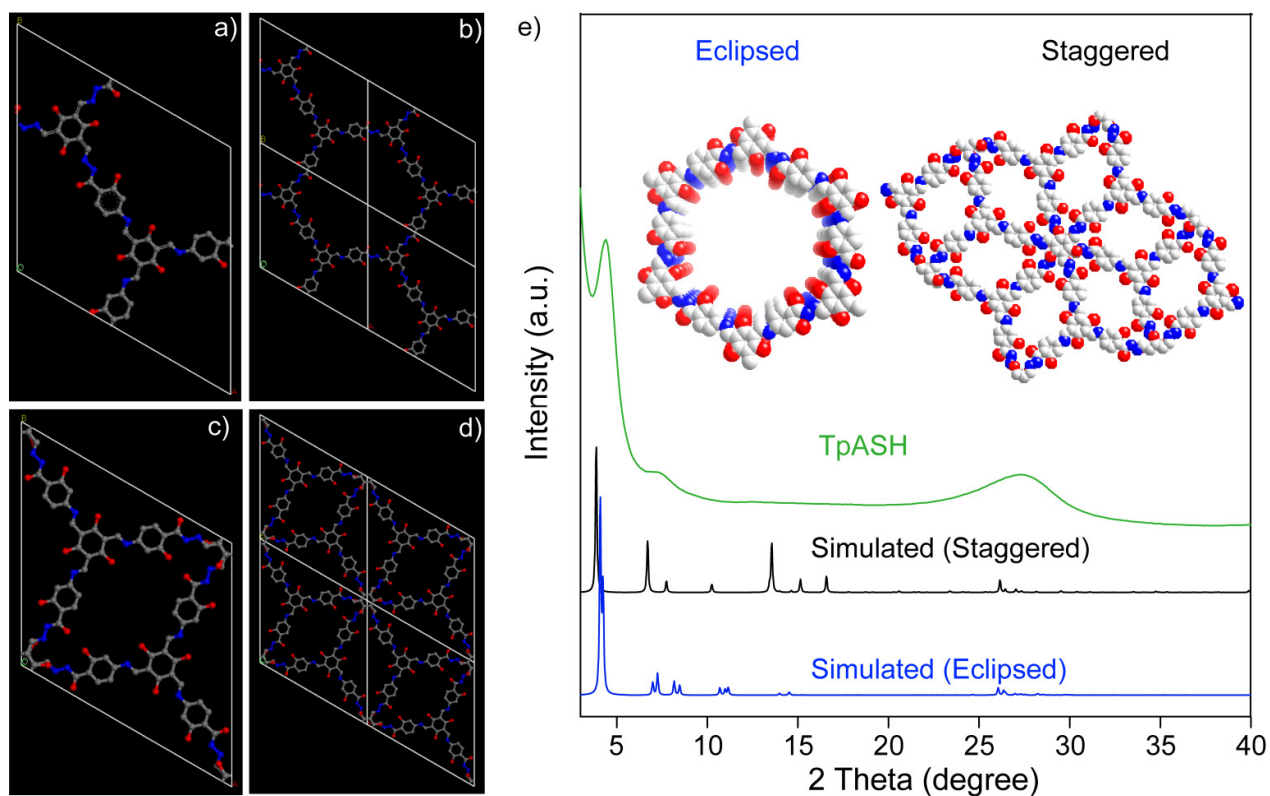 a)
b)
c)
d)
e)
Eclipsed
Staggered
TpASH
Simulated (Staggered)
Simulated (Eclipsed)
Intensity (a.u.)
5 10 15 20 25 30 35 40
2 Theta (degree)